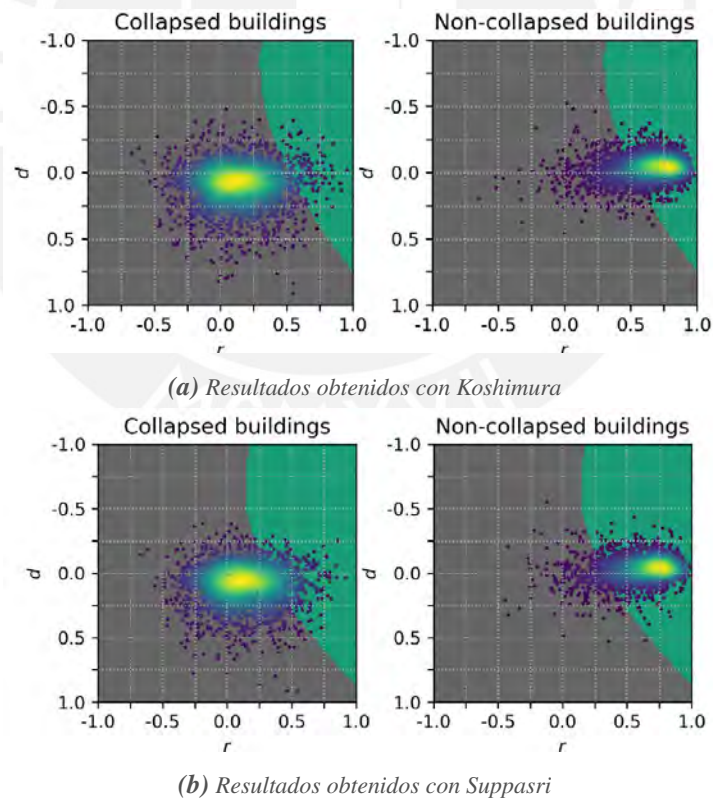 Collapsed buildings Non-collapsed buildings
-1.0 -1.0
-0.5 -0.5
d 0.0 d 0.0
0.5 0.5
1.0 1.0
-1.0 -0.5 0.0 0.5 1.0 -1.0 -0.5 0.0 0.5 1.0
r r
(a) Resultados obtenidos con Koshimura
Collapsed buildings Non-collapsed buildings
-1.0 -1.0
-0.5 -0.5
d 0.0 d 0.0
0.5 0.5
1.0 1.0
-1.0 -0.5 0.0 0.5 1.0 -1.0 -0.5 0.0 0.5 1.0
r r
(b) Resultados obtenidos con Suppasri